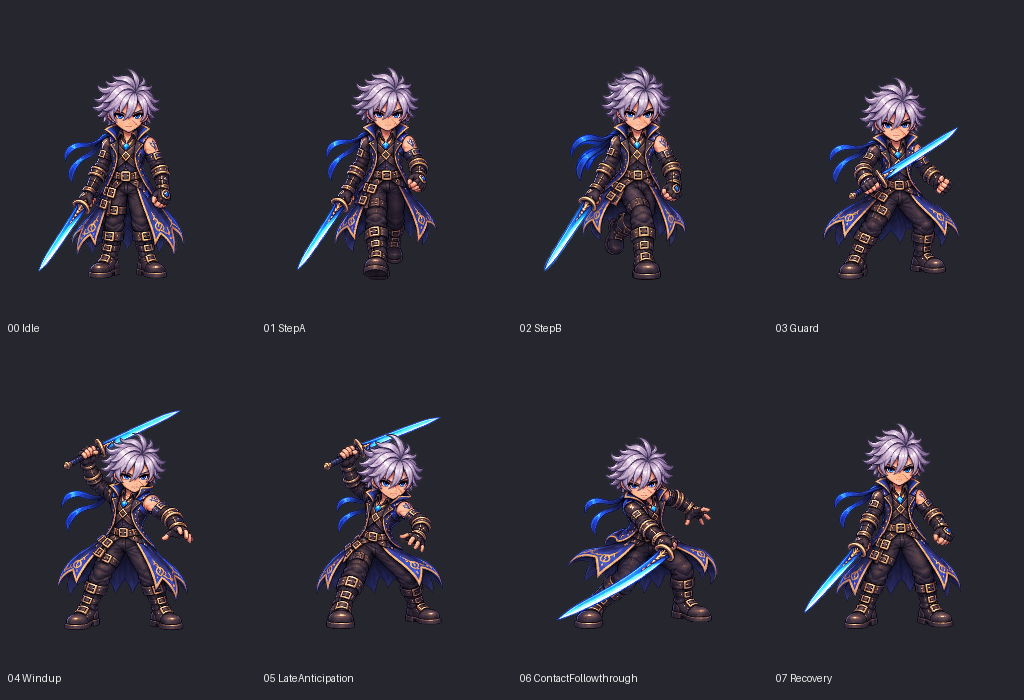 00 Idle
01 StepA
02 StepB
03 Guard
04 Windup
05 LateAnticipation
06 ContactFollowthrough
07 Recovery